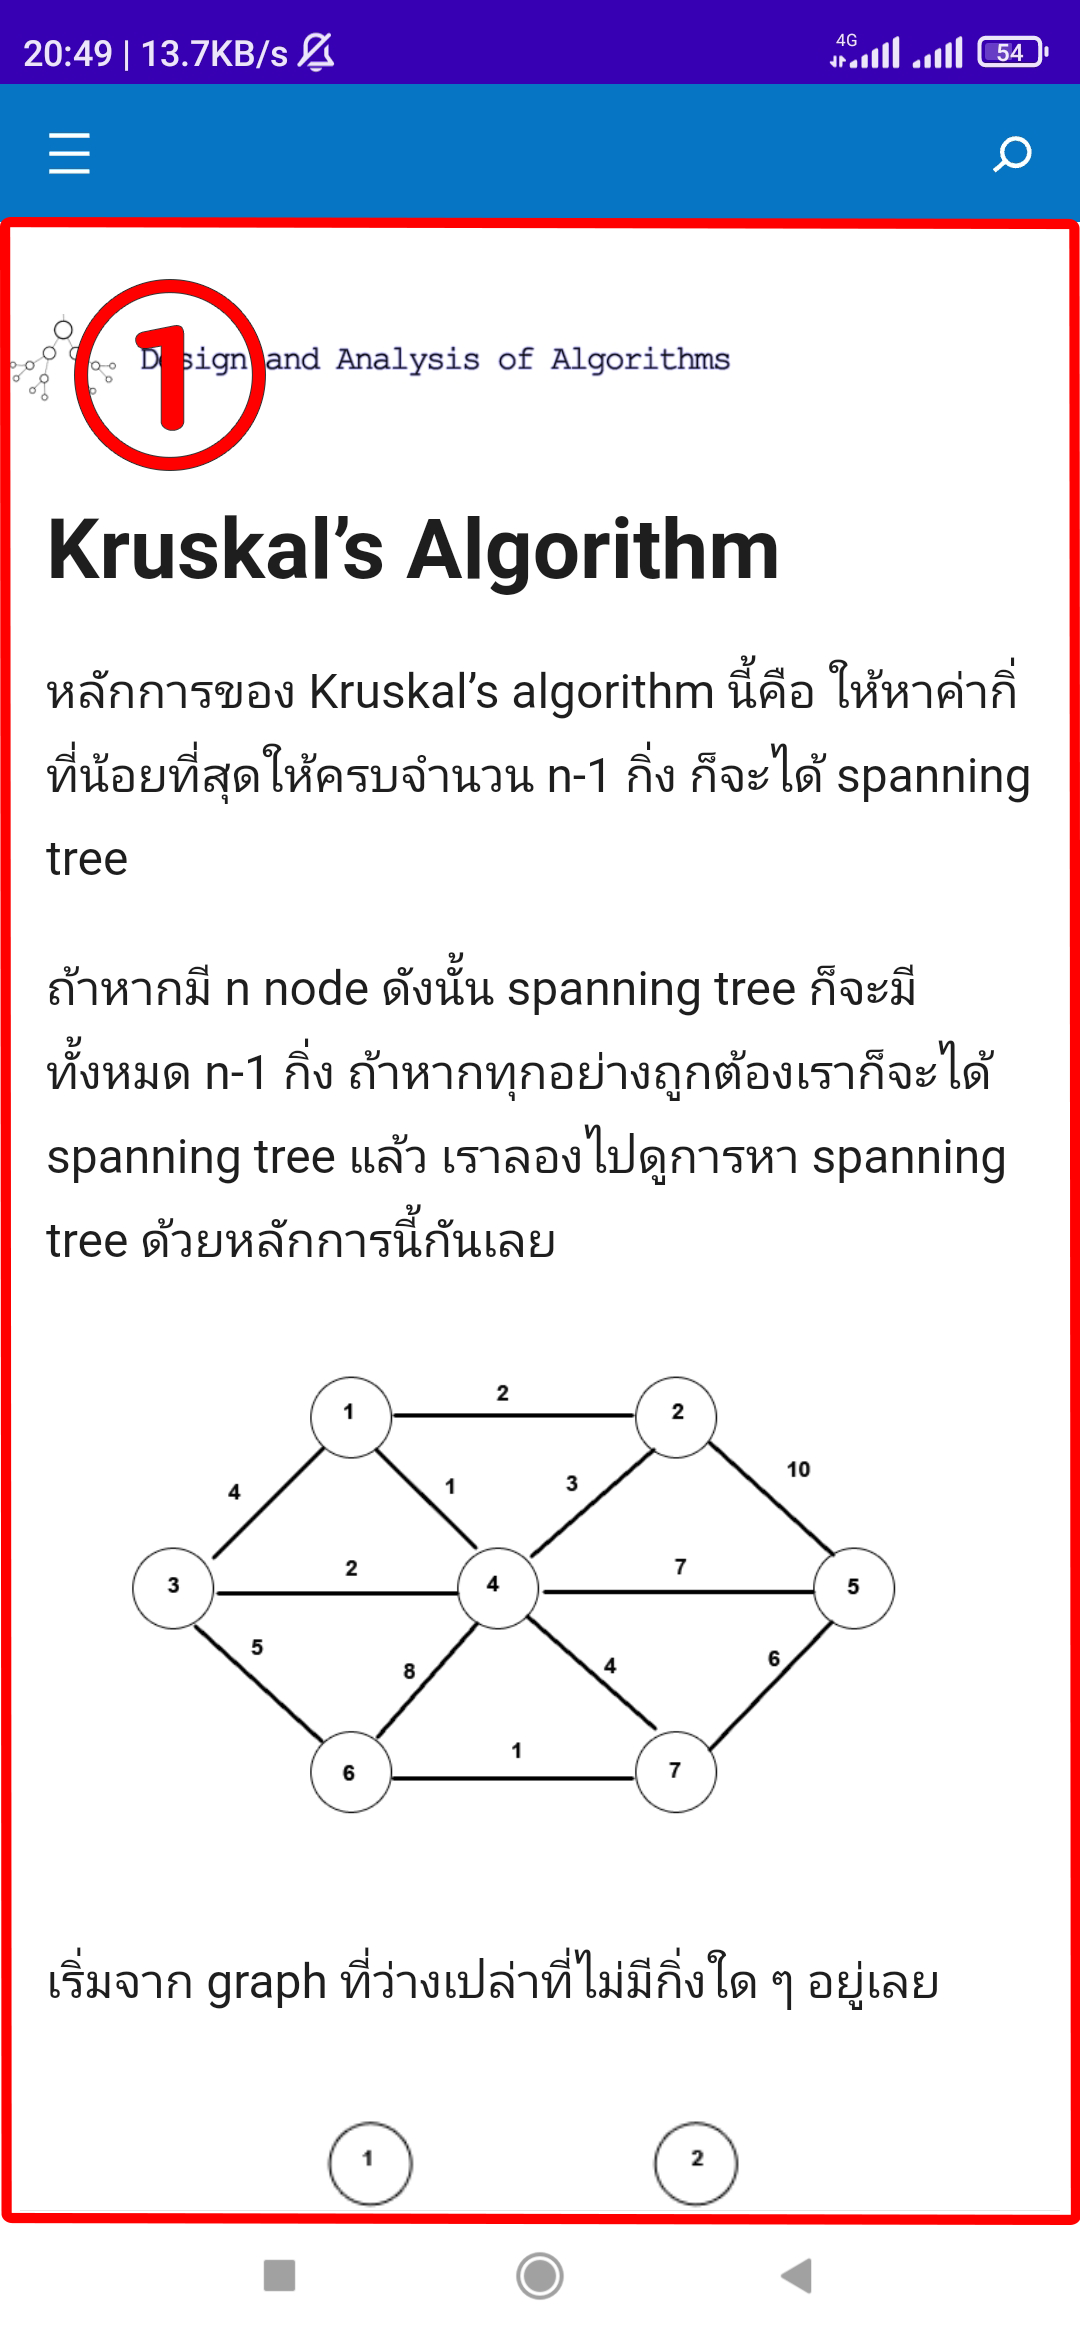 20:49 | 13.7KB/s
4G
54
1
Design and Analysis of Algorithms
Kruskal’s Algorithm
หลักการของ Kruskal’s algorithm นี้คือ ให้หาค่ากิ่
ที่น้อยที่สุดให้ครบจำนวน n-1 กิ่ง ก็จะได้ spanning
tree
ถ้าหากมี n node ดังนั้น spanning tree ก็จะมี
ทั้งหมด n-1 กิ่ง ถ้าหากทุกอย่างถูกต้องเราก็จะได้
spanning tree แล้ว เราลองไปดูการหา spanning
tree ด้วยหลักการนี้กันเลย
1 2 2
10
4 1 3
3 2 4 7 5
5 8 4 6
6 1 7
เริ่มจาก graph ที่ว่างเปล่าที่ไม่มีกิ่งใด ๆ อยู่เลย
1 2